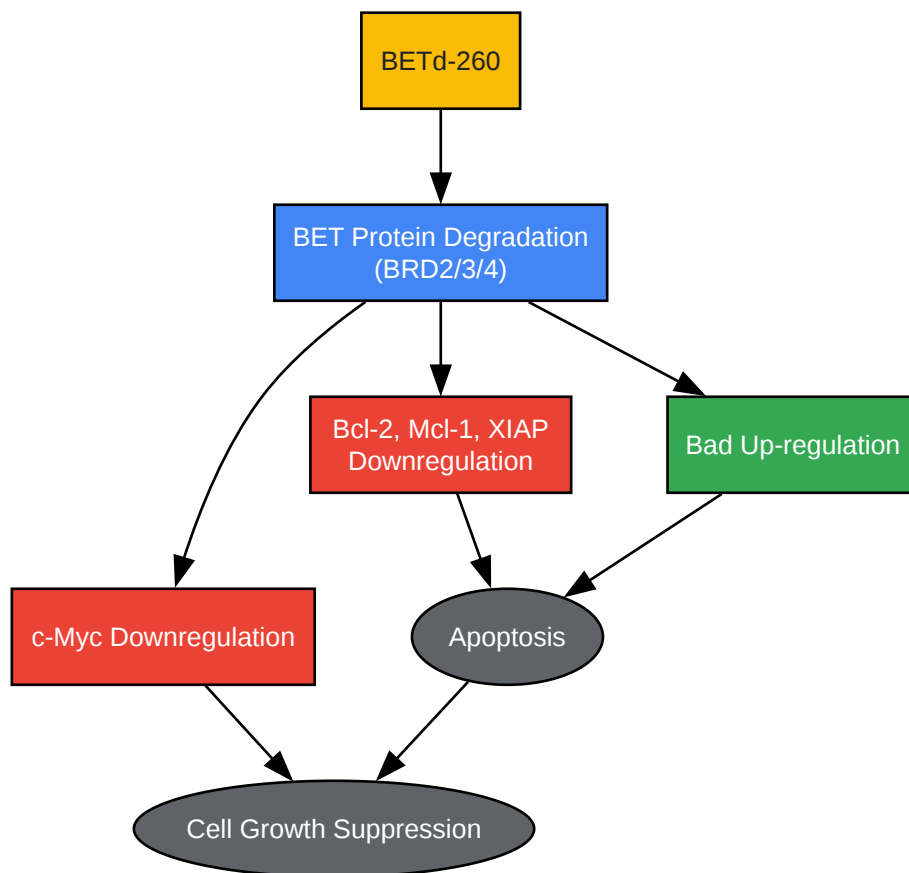 BETd-260
BET Protein Degradation
(BRD2/3/4)
Bcl-2, Mcl-1, XIAP
Downregulation
Bad Up-regulation
c-Myc Downregulation
Apoptosis
Cell Growth Suppression